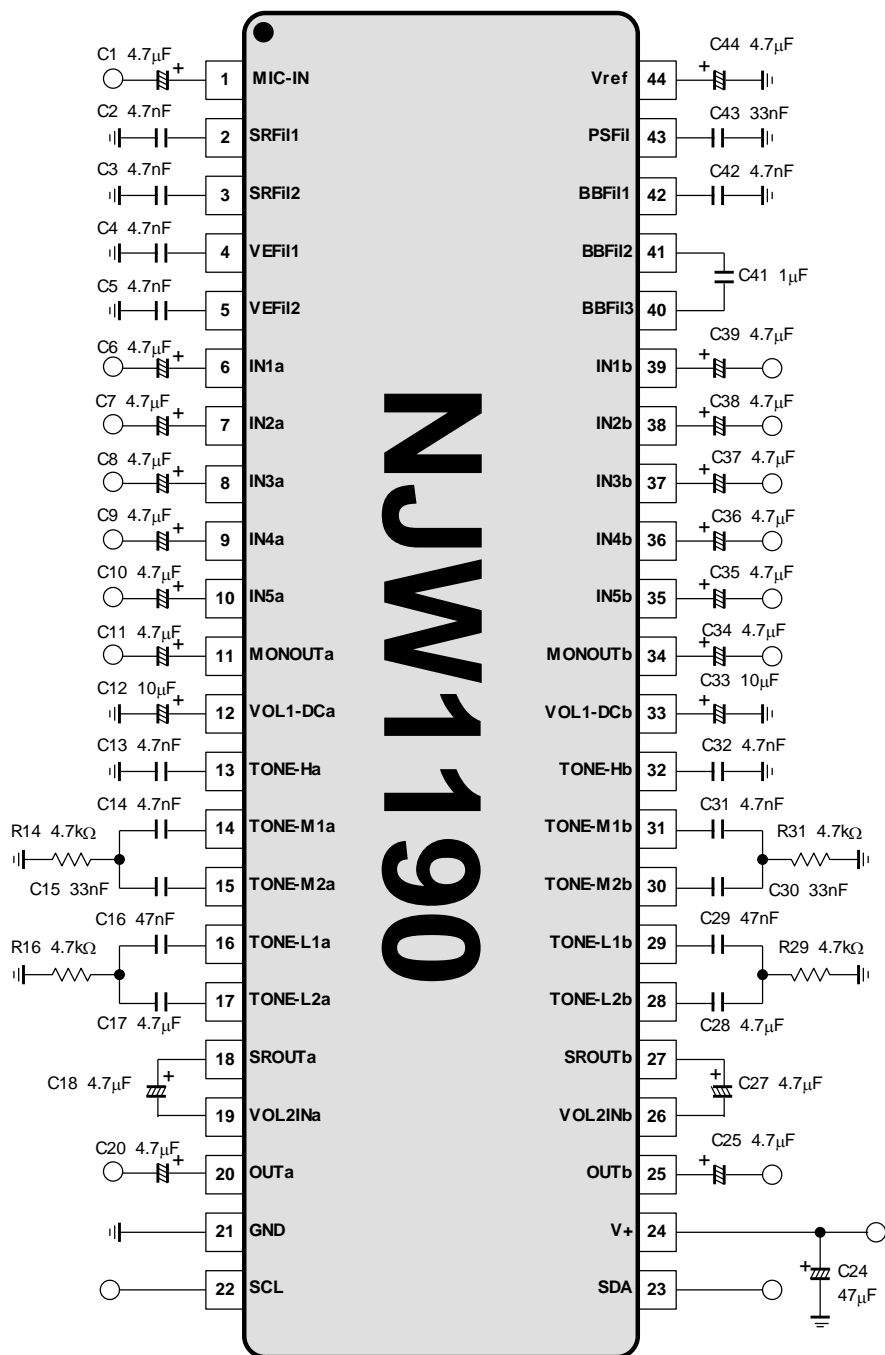 C1 4.7μF
+
1 MIC-IN
C2 4.7nF
2 SRFil1
C3 4.7nF
3 SRFil2
C4 4.7nF
4 VEFil1
C5 4.7nF
5 VEFil2
C6 4.7μF
+
6 IN1a
C7 4.7μF
+
7 IN2a
C8 4.7μF
+
8 IN3a
C9 4.7μF
+
9 IN4a
C10 4.7μF
+
10 IN5a
C11 4.7μF
+
11 MONOUTa
C12 10μF
+
12 VOL1-DCa
C13 4.7nF
13 TONE-Ha
C14 4.7nF
14 TONE-M1a
R14 4.7kΩ
15 TONE-M2a
C15 33nF
C16 47nF
16 TONE-L1a
R16 4.7kΩ
17 TONE-L2a
C17 4.7μF
18 SROUTa
+
C18 4.7μF
19 VOL2INa
C20 4.7μF
+
20 OUTa
21 GND
22 SCL
NJW1190
C44 4.7μF
+
Vref 44
C43 33nF
PSFil 43
C42 4.7nF
BBFil1 42
BBFil2 41
C41 1μF
BBFil3 40
C39 4.7μF
+
IN1b 39
C38 4.7μF
+
IN2b 38
C37 4.7μF
+
IN3b 37
C36 4.7μF
+
IN4b 36
C35 4.7μF
+
IN5b 35
C34 4.7μF
+
MONOUTb 34
C33 10μF
+
VOL1-DCb 33
C32 4.7nF
TONE-Hb 32
C31 4.7nF
TONE-M1b 31
R31 4.7kΩ
TONE-M2b 30
C30 33nF
C29 47nF
TONE-L1b 29
R29 4.7kΩ
TONE-L2b 28
C28 4.7μF
SROUTb 27
+
C27 4.7μF
VOL2INb 26
C25 4.7μF
+
OUTb 25
V+ 24
+
C24
47μF
SDA 23